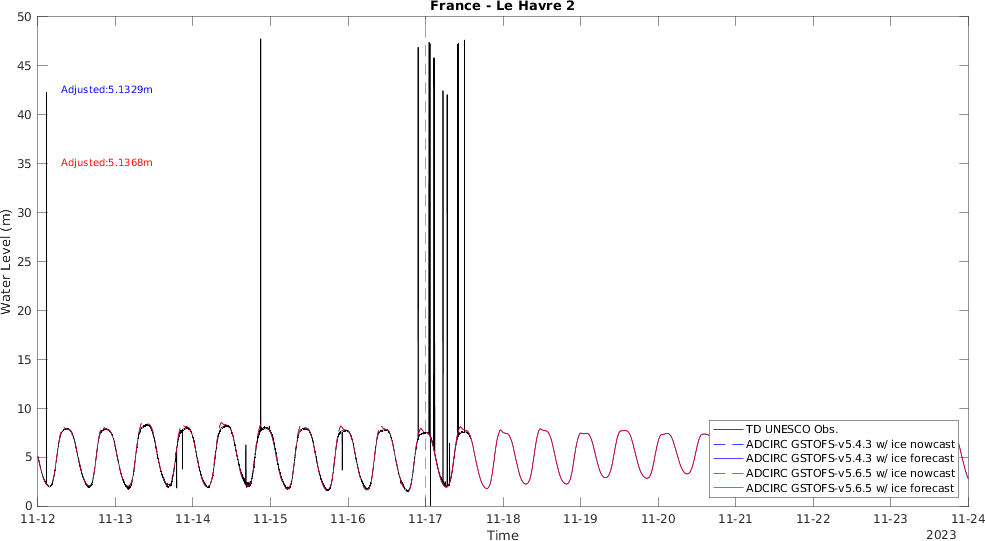 France - Le Havre 2
50
45
40
35
30
25
20
15
10
5
0
Water Level (m)
Adjusted:5.1329m
Adjusted:5.1368m
TD UNESCO Obs.
ADCIRC GSTOFS-v5.4.3 w/ ice nowcast
ADCIRC GSTOFS-v5.4.3 w/ ice forecast
ADCIRC GSTOFS-v5.6.5 w/ ice nowcast
ADCIRC GSTOFS-v5.6.5 w/ ice forecast
11-12 11-13 11-14 11-15 11-16 11-17 11-18 11-19 11-20 11-21 11-22 11-23 11-24
Time
2023